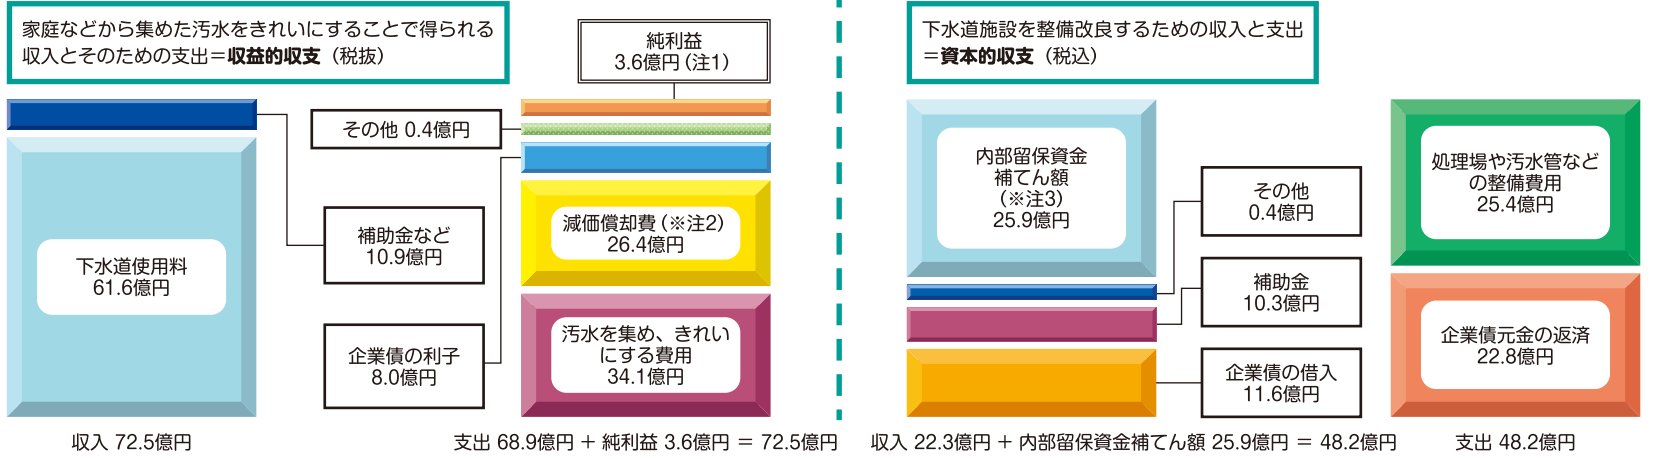 家庭などから集めた汚水をきれいにすることで得られる
収入とそのための支出＝収益的収支（税抜）
純利益
3.6億円（注1）
その他 0.4億円
補助金など
10.9億円
減価償却費（※注2）
26.4億円
下水道使用料
61.6億円
企業債の利子
8.0億円
汚水を集め、きれい
にする費用
34.1億円
収入 72.5億円
支出 68.9億円 ＋ 純利益 3.6億円 ＝ 72.5億円
下水道施設を整備改良するための収入と支出
＝資本的収支（税込）
内部留保資金
補てん額
（※注3）
25.9億円
その他
0.4億円
補助金
10.3億円
企業債の借入
11.6億円
処理場や汚水管など
の整備費用
25.4億円
企業債元金の返済
22.8億円
収入 22.3億円 ＋ 内部留保資金補てん額 25.9億円 ＝ 48.2億円
支出 48.2億円